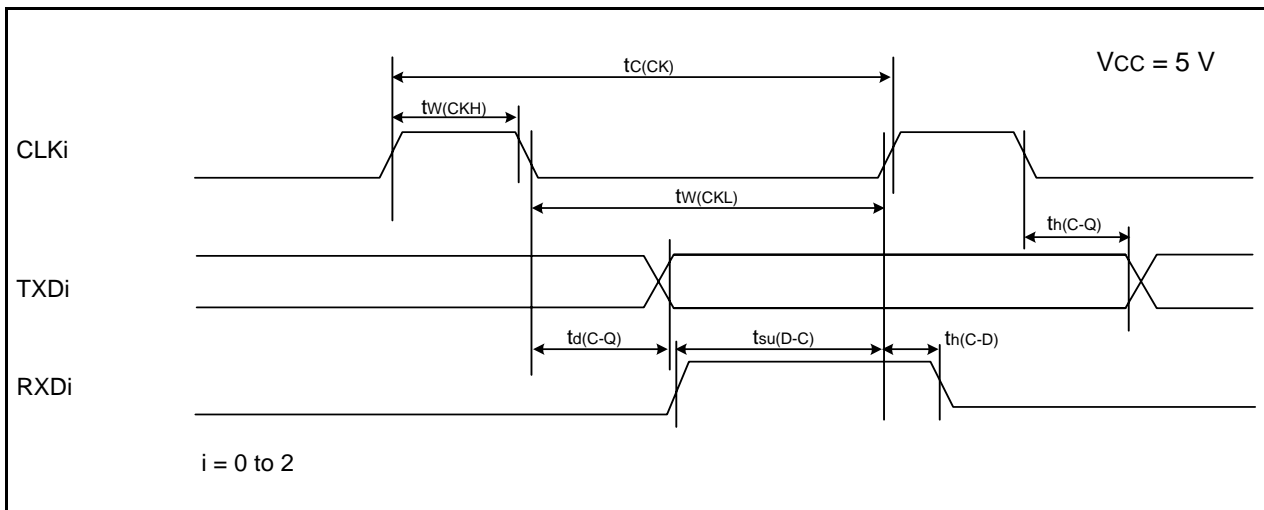 VCC = 5 V
tC(CK)
tW(CKH)
CLKi
tW(CKL)
th(C-Q)
TXDi
td(C-Q)
tsu(D-C)
th(C-D)
RXDi
i = 0 to 2